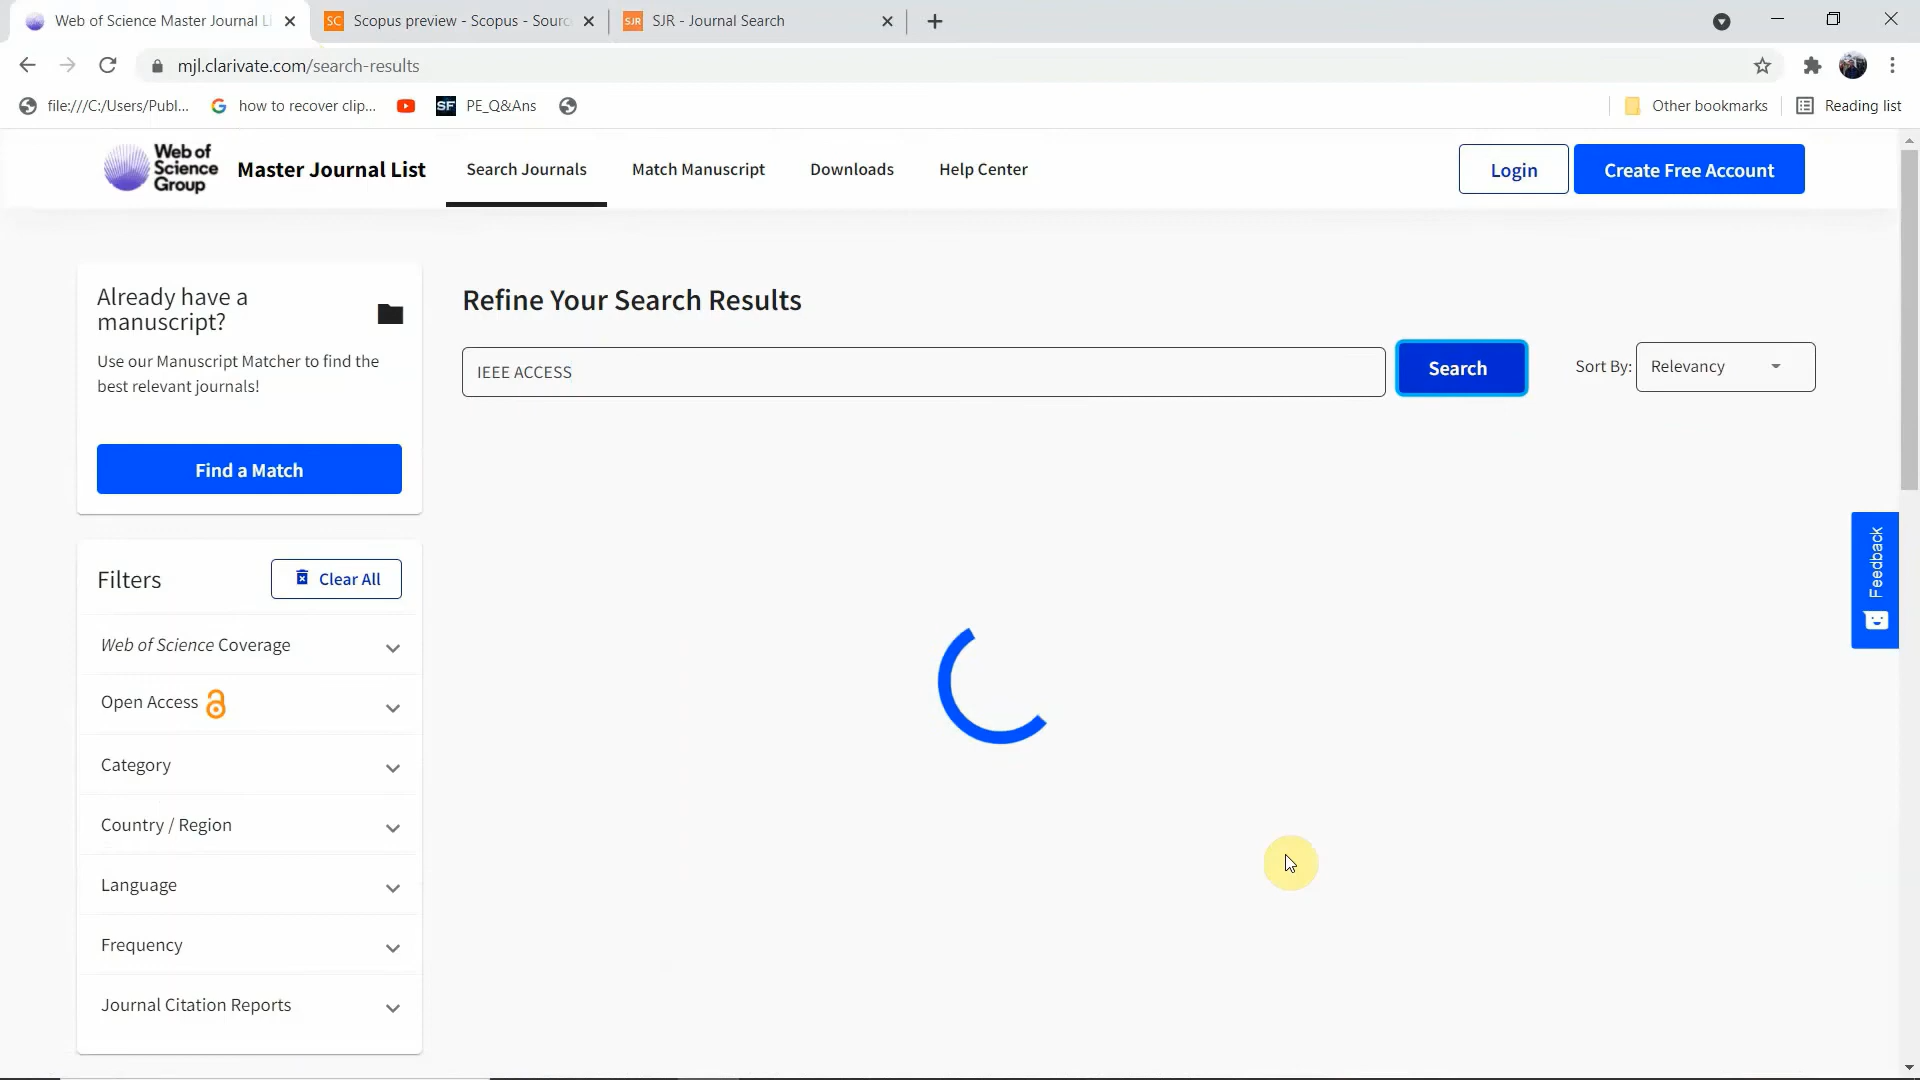 Web of Science Master Journal Li
SC Scopus preview - Scopus - Sourc
SJR SJR - Journal Search
mjl.clarivate.com/search-results
file:///C:/Users/Publ...
how to recover clip...
SF PE_Q&Ans
Other bookmarks
Reading list
Web of
Science
Group
Master Journal List
Search Journals
Match Manuscript
Downloads
Help Center
Login
Create Free Account
Already have a
manuscript?
Use our Manuscript Matcher to find the
best relevant journals!
Find a Match
Refine Your Search Results
IEEE ACCESS
Search
Sort By:
Relevancy
Filters
Clear All
Web of Science Coverage
Open Access
Category
Country / Region
Language
Frequency
Journal Citation Reports
Feedback